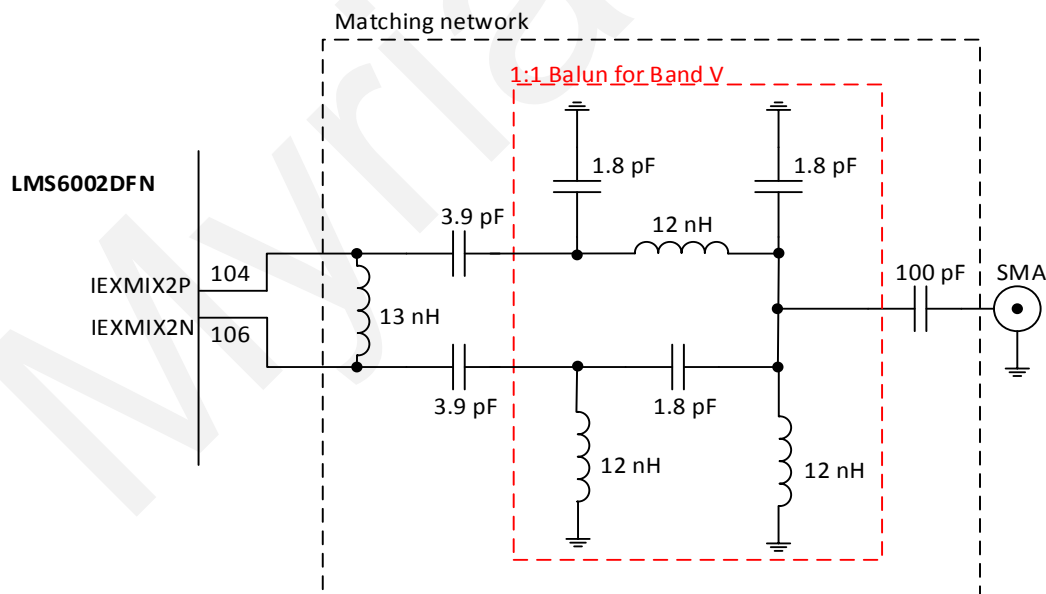 Matching network
1:1 Balun for Band V
LMS6002DFN
1.8 pF
1.8 pF
3.9 pF
12 nH
100 pF
SMA
IEXMIX2P
104
13 nH
IEXMIX2N
106
3.9 pF
1.8 pF
12 nH
12 nH